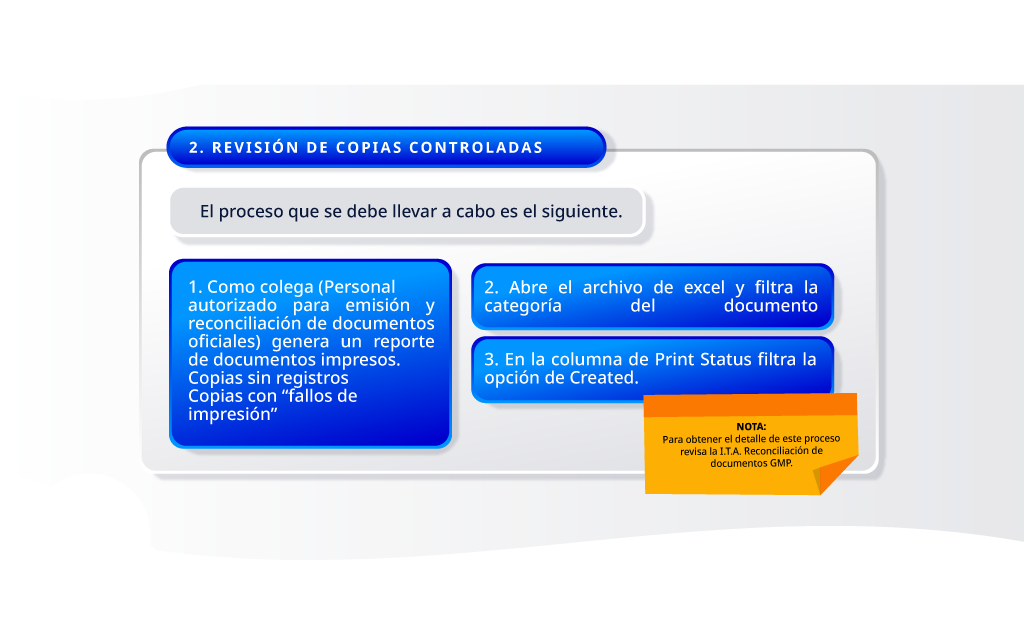 2. REVISIÓN DE COPIAS CONTROLADAS
El proceso que se debe llevar a cabo es el siguiente.
1. Como colega (Personal
autorizado para emisión y
reconciliación de documentos
oficiales) genera un reporte
de documentos impresos.
Copias sin registros
Copias con “fallos de
impresión”
2. Abre el archivo de excel y filtra la
categoría del documento
3. En la columna de Print Status filtra la
opción de Created.
NOTA:
Para obtener el detalle de este proceso
revisa la I.T.A. Reconciliación de
documentos GMP.